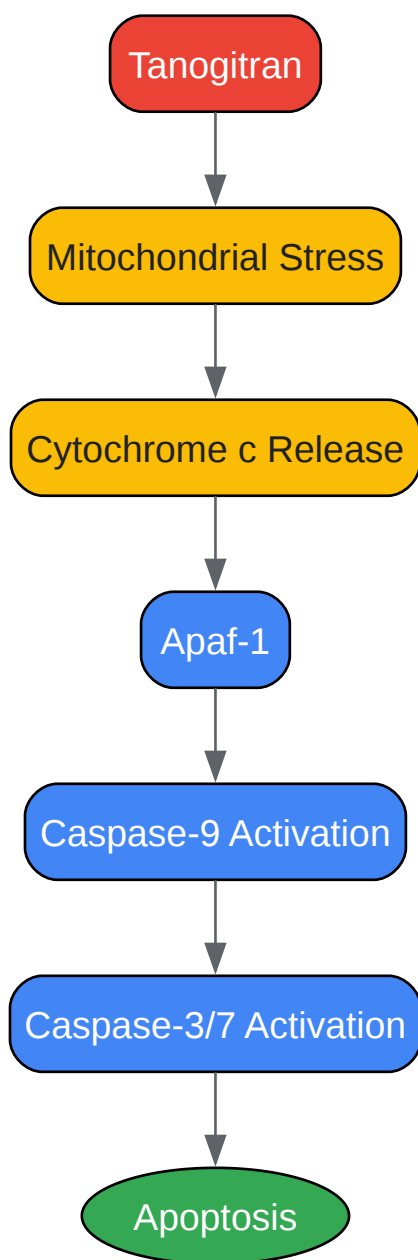 Tanogitran
Mitochondrial Stress
Cytochrome c Release
Apaf-1
Caspase-9 Activation
Caspase-3/7 Activation
Apoptosis